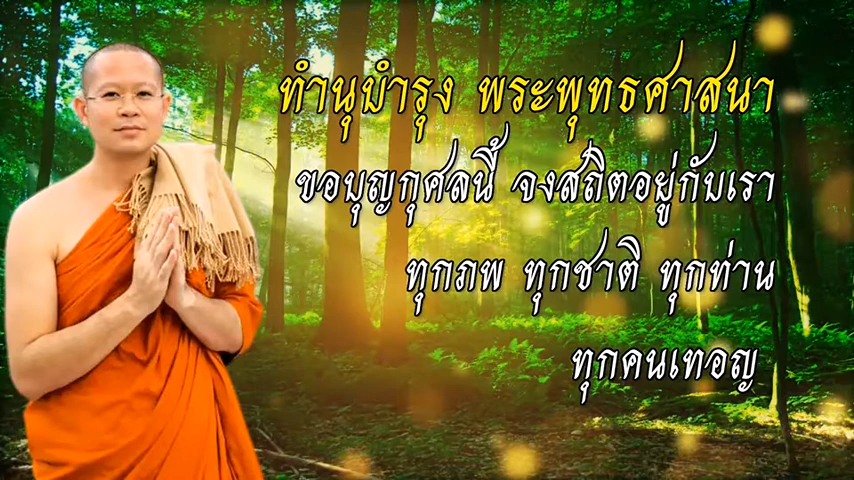 ทำนุบำรุง พระพุทธศาสนา
ขอบุญกุศลนี้ จงสถิตอยู่กับเรา
ทุกภพ ทุกชาติ ทุกท่าน
ทุกคนเทอญ